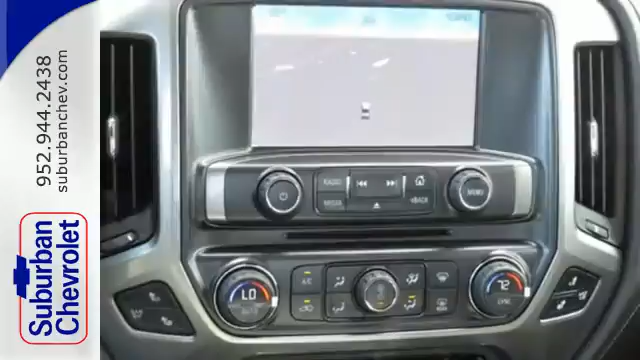 952.944.2438
suburbanchev.com
Suburban
Chevrolet
RADIO
MEDIA
BACK
MENU
LO
A/C
72